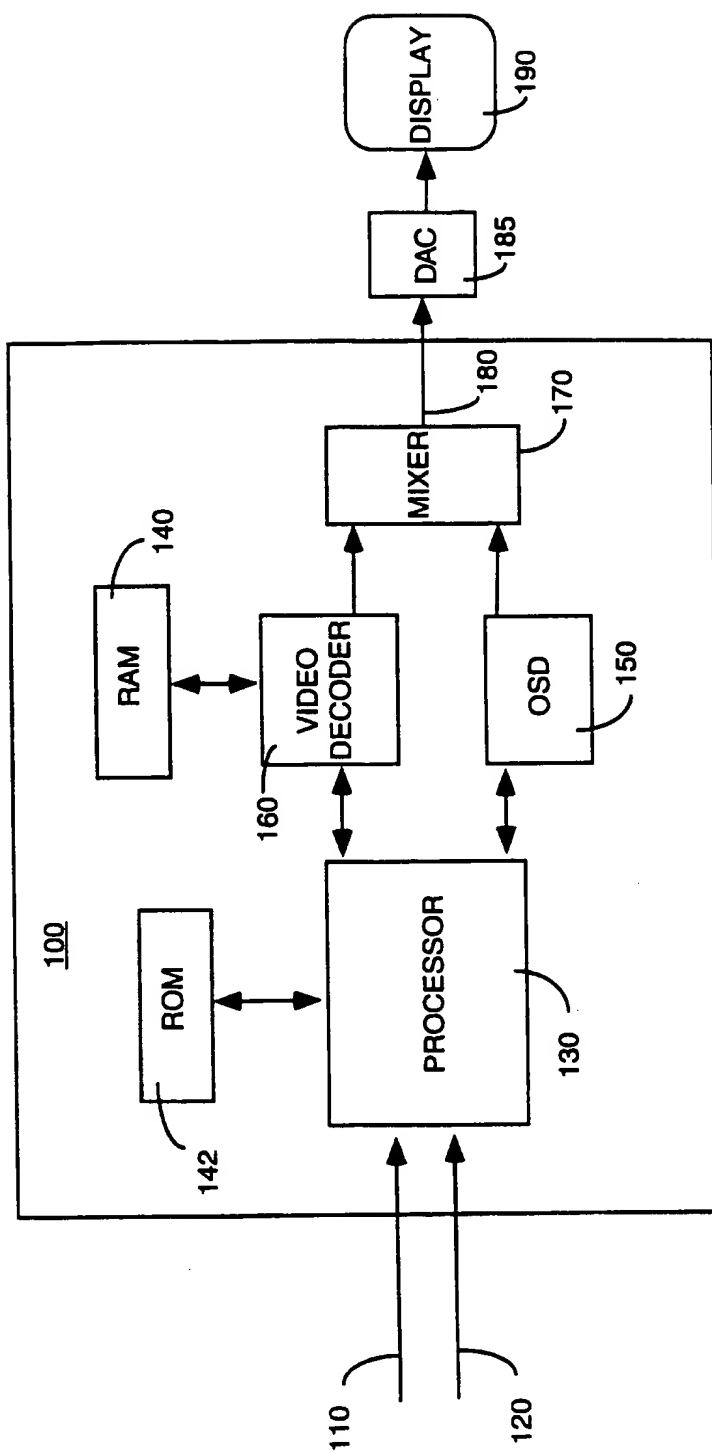 100
ROM
142
RAM
140
PROCESSOR
130
VIDEO
DECODER
160
OSD
150
MIXER
170
180
DAC
185
DISPLAY
190
110
120